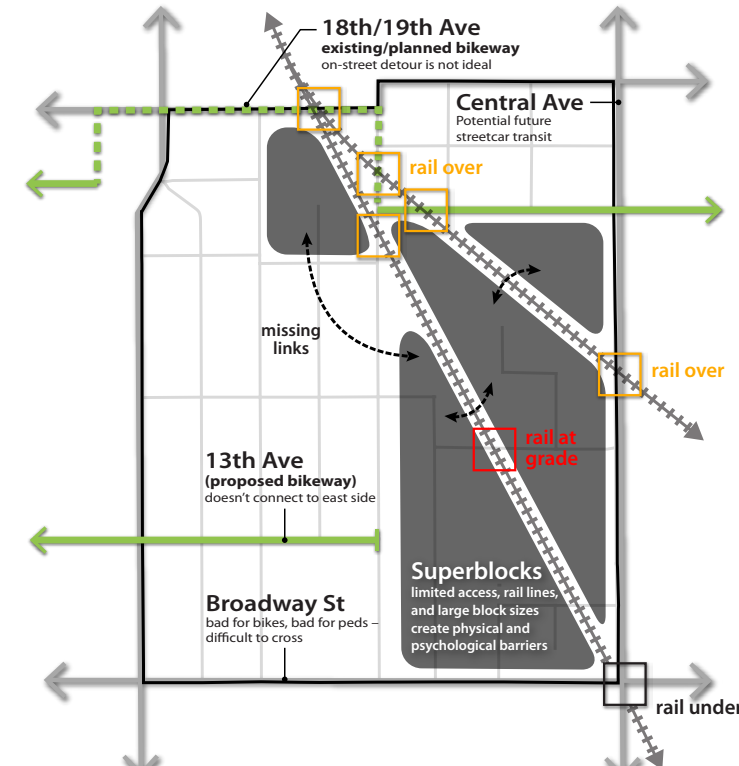 18th/19th Ave
existing/planned bikeway
on-street detour is not ideal
Central Ave
Potential future
streetcar transit
rail over
missing
links
rail over
rail at
grade
13th Ave
(proposed bikeway)
doesn't connect to east side
Superblocks
limited access, rail lines,
and large block sizes
create physical and
psychological barriers
Broadway St
bad for bikes, bad for peds –
difficult to cross
rail under